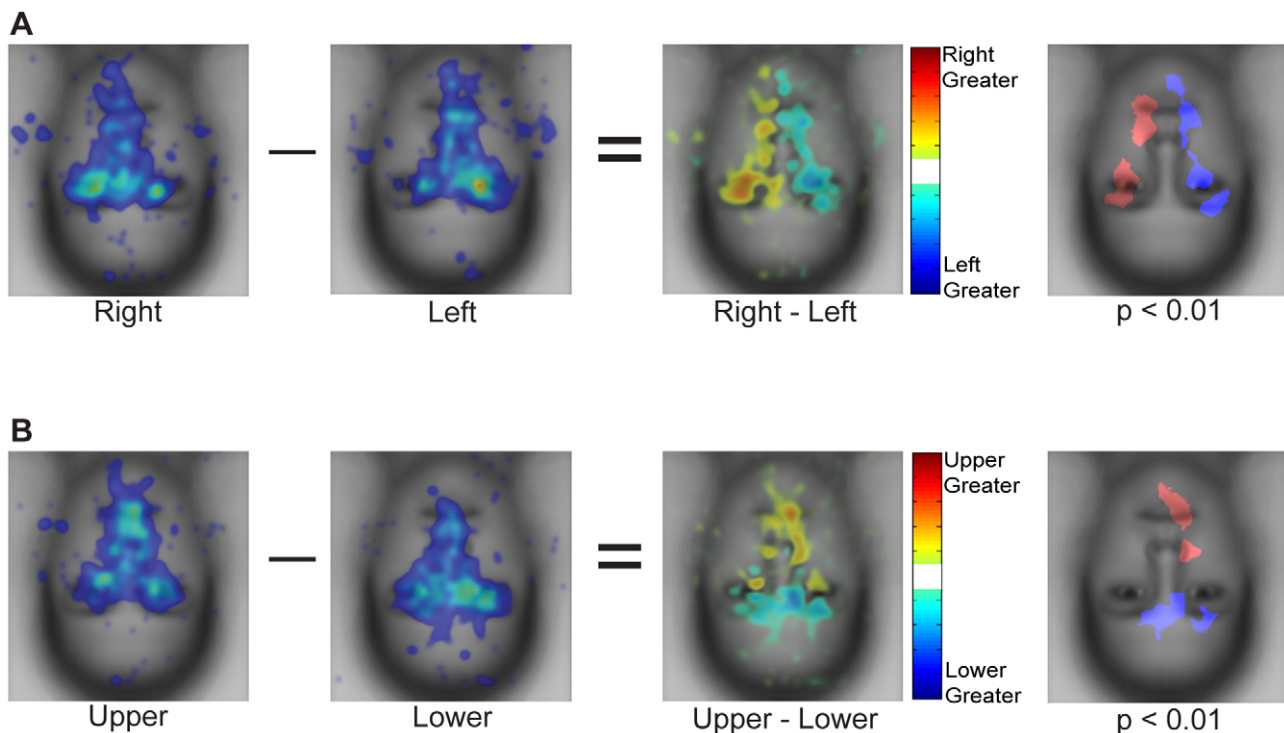 A
Right
Left
Right - Left
Right
Greater
Left
Greater
p < 0.01
B
Upper
Lower
Upper - Lower
Upper
Greater
Lower
Greater
p < 0.01